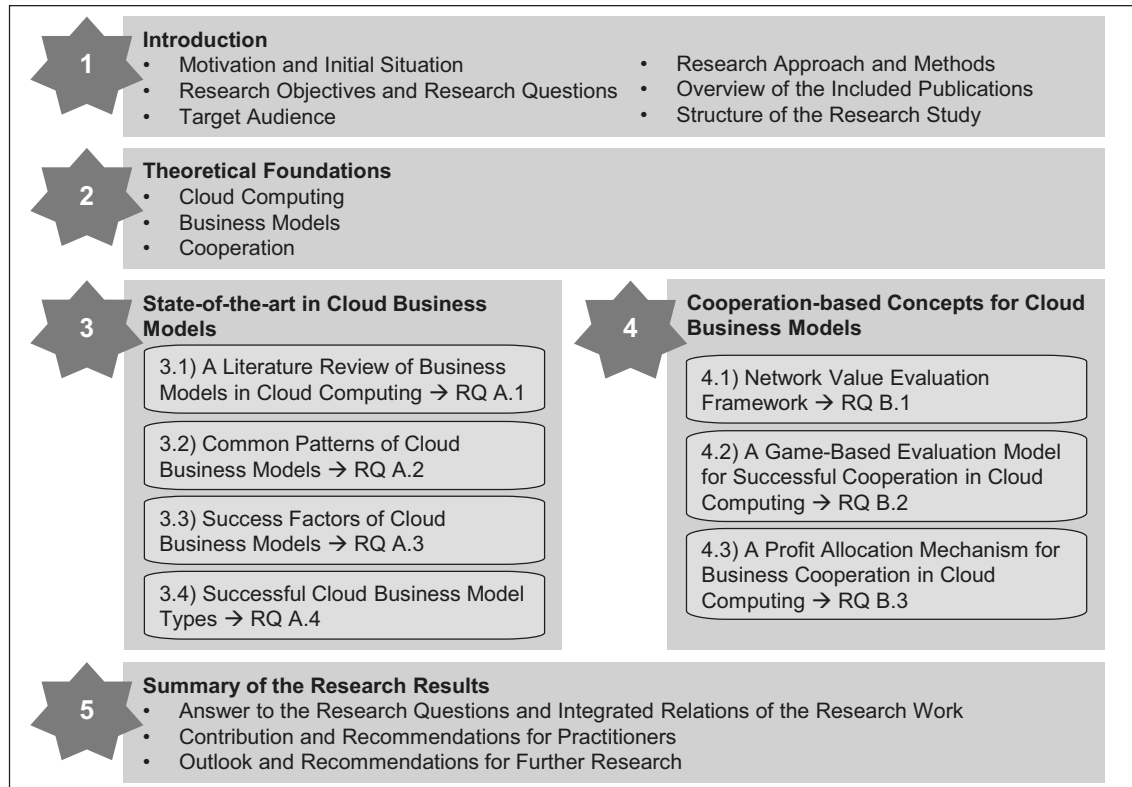 1
Introduction
• Motivation and Initial Situation
• Research Objectives and Research Questions
• Target Audience
• Research Approach and Methods
• Overview of the Included Publications
• Structure of the Research Study
2
Theoretical Foundations
• Cloud Computing
• Business Models
• Cooperation
3
State-of-the-art in Cloud Business
Models
3.1) A Literature Review of Business
Models in Cloud Computing → RQ A.1
3.2) Common Patterns of Cloud
Business Models → RQ A.2
3.3) Success Factors of Cloud
Business Models → RQ A.3
3.4) Successful Cloud Business Model
Types → RQ A.4
4
Cooperation-based Concepts for Cloud
Business Models
4.1) Network Value Evaluation
Framework → RQ B.1
4.2) A Game-Based Evaluation Model
for Successful Cooperation in Cloud
Computing → RQ B.2
4.3) A Profit Allocation Mechanism for
Business Cooperation in Cloud
Computing → RQ B.3
5
Summary of the Research Results
• Answer to the Research Questions and Integrated Relations of the Research Work
• Contribution and Recommendations for Practitioners
• Outlook and Recommendations for Further Research